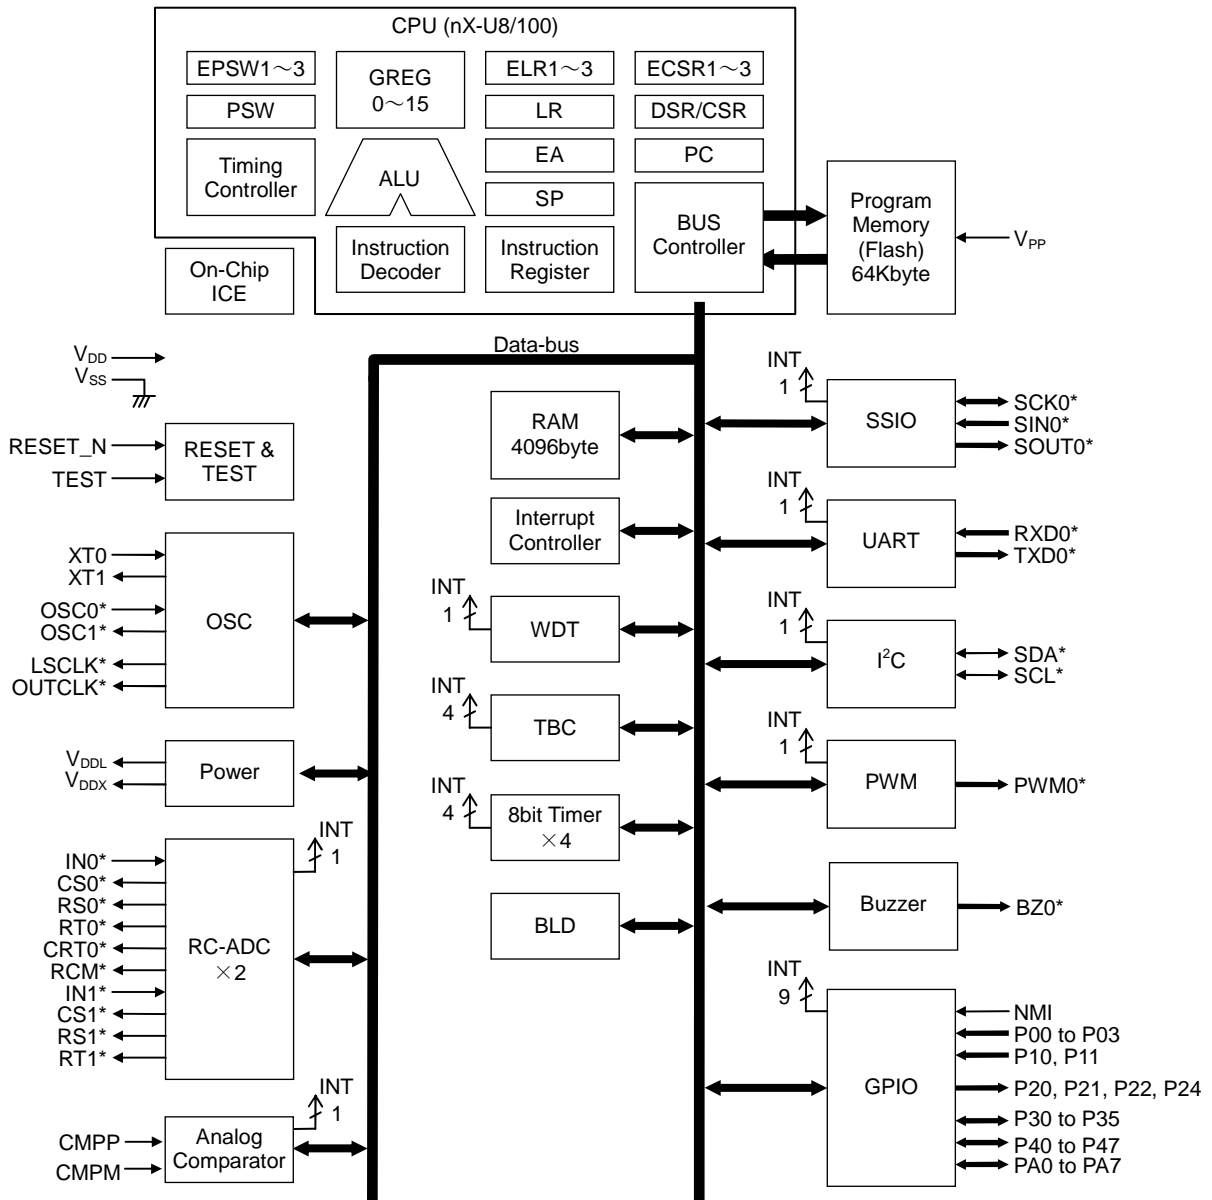 CPU (nX-U8/100)
EPSW1～3
GREG
0～15
ELR1～3
ECSR1～3
PSW
LR
DSR/CSR
Timing
Controller
ALU
EA
PC
SP
BUS
Controller
Program
Memory
(Flash)
64Kbyte
VPP
On-Chip
ICE
Instruction
Decoder
Instruction
Register
Data-bus
VDD
VSS
RESET_N
TEST
RESET &
TEST
XT0
XT1
OSC0*
OSC1*
LSCLK*
OUTCLK*
OSC
VDDL
VDDX
Power
IN0*
CS0*
RS0*
RT0*
CRT0*
RCM*
IN1*
CS1*
RS1*
RT1*
RC-ADC
×2
INT
1
CMPP
CMPM
Analog
Comparator
INT
1
RAM
4096byte
Interrupt
Controller
INT
1
WDT
INT
4
TBC
INT
4
8bit Timer
×4
BLD
INT
1
SSIO
SCK0*
SIN0*
SOUT0*
INT
1
UART
RXD0*
TXD0*
INT
1
I²C
SDA*
SCL*
INT
1
PWM
PWM0*
Buzzer
BZ0*
INT
9
GPIO
NMI
P00 to P03
P10, P11
P20, P21, P22, P24
P30 to P35
P40 to P47
PA0 to PA7